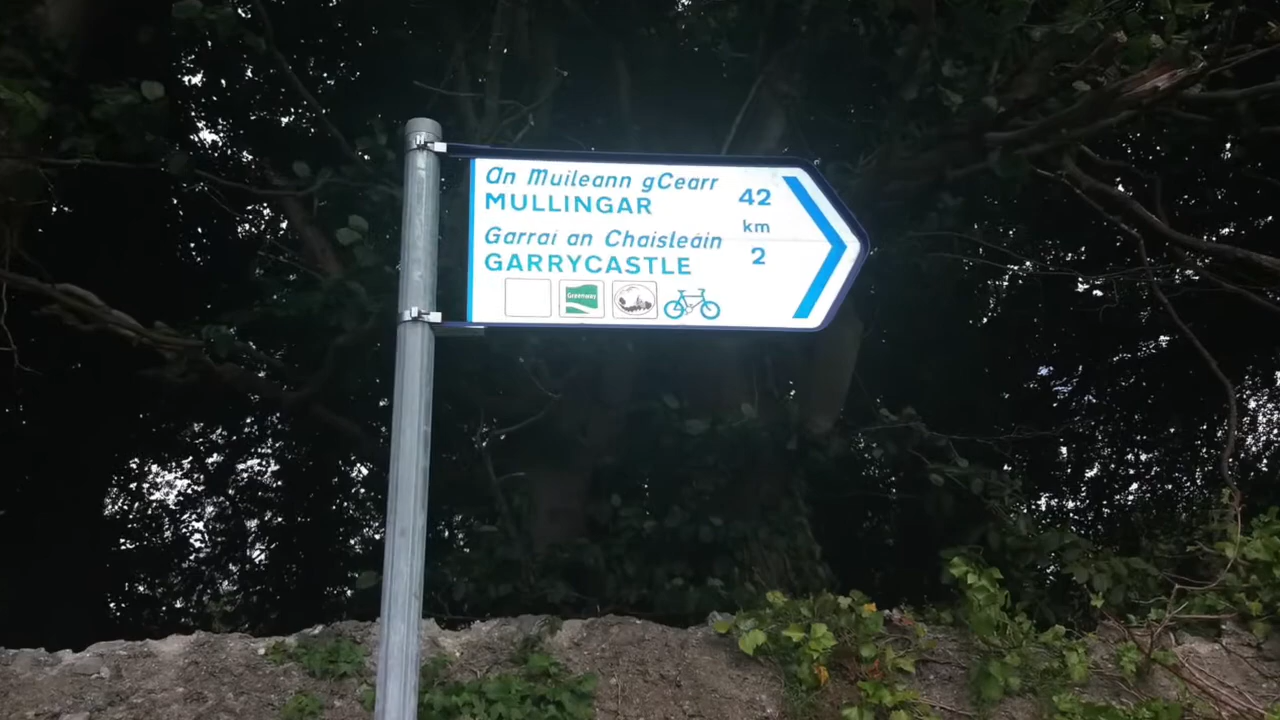 An Muileann gCearr
MULLINGAR 42
km
Garraí an Chaisleáin
GARRYCASTLE 2
Greenway